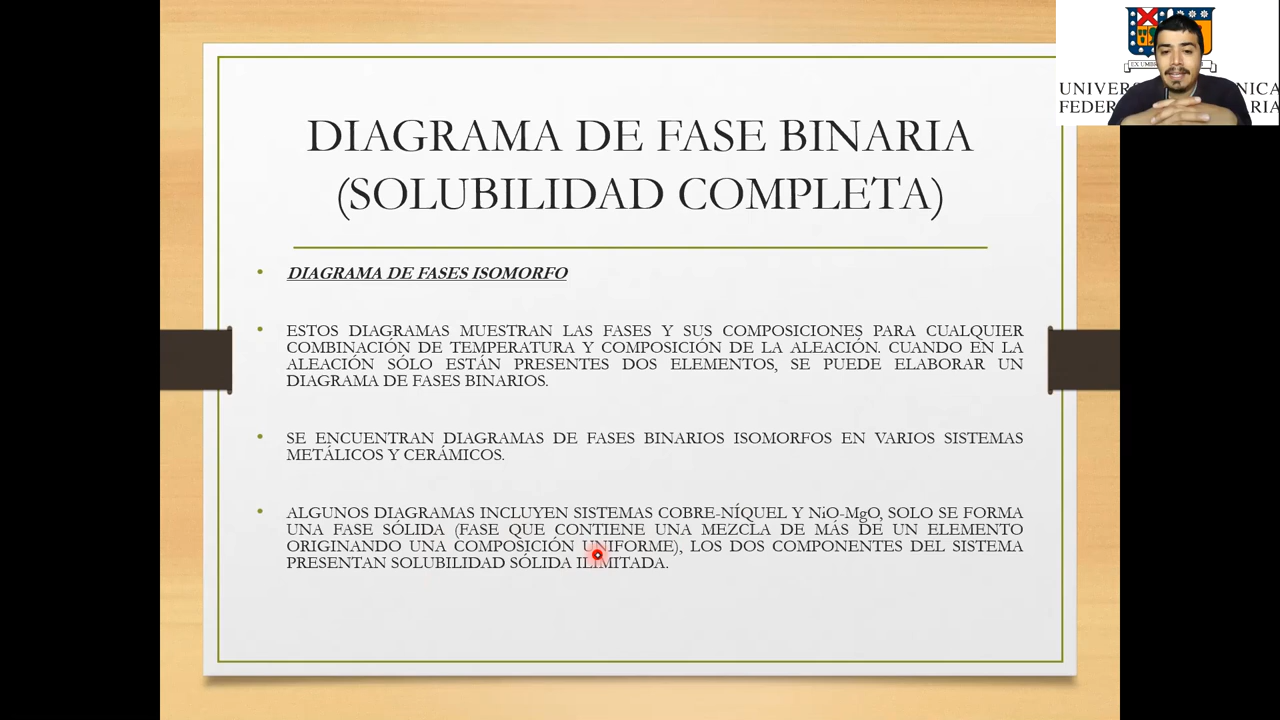 DIAGRAMA DE FASE BINARIA
(SOLUBILIDAD COMPLETA)
• DIAGRAMA DE FASES ISOMORFO
• ESTOS DIAGRAMAS MUESTRAN LAS FASES Y SUS COMPOSICIONES PARA CUALQUIER
COMBINACIÓN DE TEMPERATURA Y COMPOSICIÓN DE LA ALEACIÓN. CUANDO EN LA
ALEACIÓN SÓLO ESTÁN PRESENTES DOS ELEMENTOS, SE PUEDE ELABORAR UN
DIAGRAMA DE FASES BINARIOS.
• SE ENCUENTRAN DIAGRAMAS DE FASES BINARIOS ISOMORFOS EN VARIOS SISTEMAS
METÁLICOS Y CERÁMICOS.
• ALGUNOS DIAGRAMAS INCLUYEN SISTEMAS COBRE-NÍQUEL Y NiO-MgO, SOLO SE FORMA
UNA FASE SÓLIDA (FASE QUE CONTIENE UNA MEZCLA DE MÁS DE UN ELEMENTO
ORIGINANDO UNA COMPOSICIÓN UNIFORME), LOS DOS COMPONENTES DEL SISTEMA
PRESENTAN SOLUBILIDAD SÓLIDA ILIMITADA.